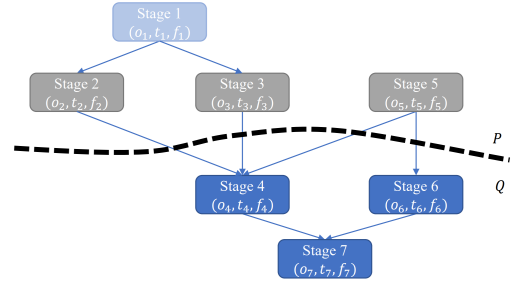 Stage 1
(o₁, t₁, f₁)
Stage 2
(o₂, t₂, f₂)
Stage 3
(o₃, t₃, f₃)
Stage 5
(o₅, t₅, f₅)
P
Q
Stage 4
(o₄, t₄, f₄)
Stage 6
(o₆, t₆, f₆)
Stage 7
(o₇, t₇, f₇)